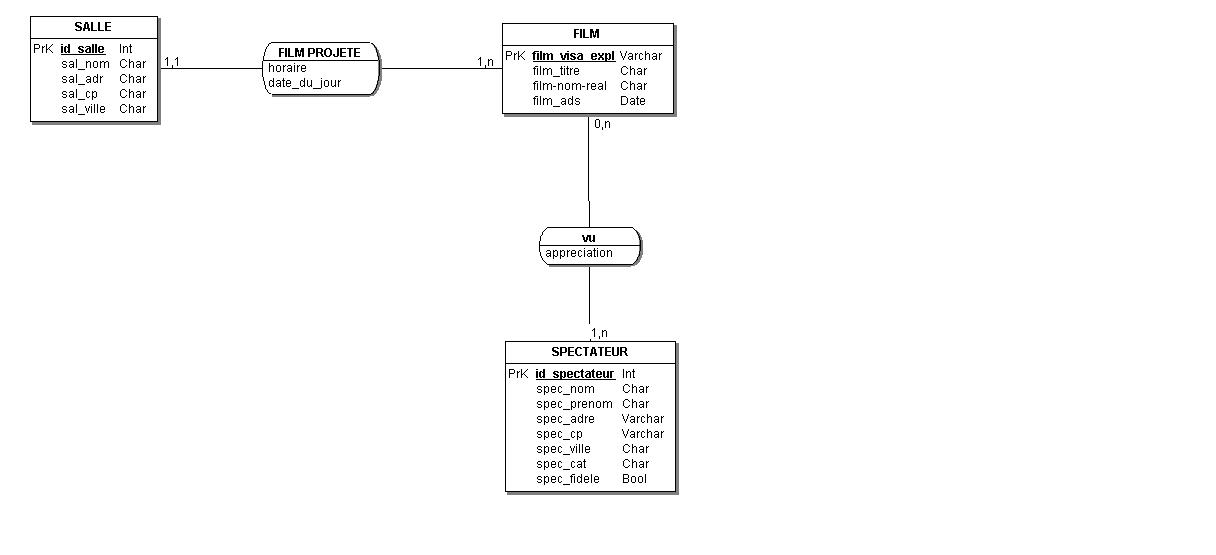 SALLE
PrK id_salle Int
sal_nom Char
sal_adr Char
sal_cp Char
sal_ville Char
1,1
FILM PROJETE
horaire
date_du_jour
1,n
FILM
PrK film_visa_expl Varchar
film_titre Char
film-nom-real Char
film_ads Date
0,n
vu
appreciation
1,n
SPECTATEUR
PrK id_spectateur Int
spec_nom Char
spec_prenom Char
spec_adre Varchar
spec_cp Varchar
spec_ville Char
spec_cat Char
spec_fidele Bool